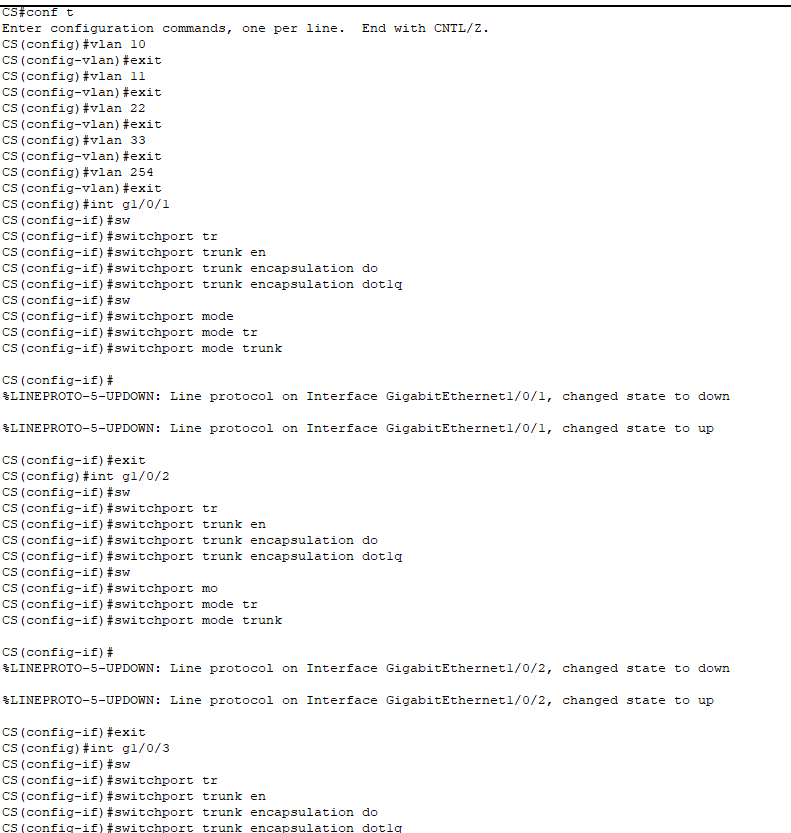 CS#conf t
Enter configuration commands, one per line.  End with CNTL/Z.
CS(config)#vlan 10
CS(config-vlan)#exit
CS(config)#vlan 11
CS(config-vlan)#exit
CS(config)#vlan 22
CS(config-vlan)#exit
CS(config)#vlan 33
CS(config-vlan)#exit
CS(config)#vlan 254
CS(config-vlan)#exit
CS(config)#int g1/0/1
CS(config-if)#sw
CS(config-if)#switchport tr
CS(config-if)#switchport trunk en
CS(config-if)#switchport trunk encapsulation do
CS(config-if)#switchport trunk encapsulation dot1q
CS(config-if)#sw
CS(config-if)#switchport mode
CS(config-if)#switchport mode tr
CS(config-if)#switchport mode trunk
CS(config-if)#
%LINEPROTO-5-UPDOWN: Line protocol on Interface GigabitEthernet1/0/1, changed state to down
%LINEPROTO-5-UPDOWN: Line protocol on Interface GigabitEthernet1/0/1, changed state to up
CS(config-if)#exit
CS(config)#int g1/0/2
CS(config-if)#sw
CS(config-if)#switchport tr
CS(config-if)#switchport trunk en
CS(config-if)#switchport trunk encapsulation do
CS(config-if)#switchport trunk encapsulation dot1q
CS(config-if)#sw
CS(config-if)#switchport mo
CS(config-if)#switchport mode tr
CS(config-if)#switchport mode trunk
CS(config-if)#
%LINEPROTO-5-UPDOWN: Line protocol on Interface GigabitEthernet1/0/2, changed state to down
%LINEPROTO-5-UPDOWN: Line protocol on Interface GigabitEthernet1/0/2, changed state to up
CS(config-if)#exit
CS(config)#int g1/0/3
CS(config-if)#sw
CS(config-if)#switchport tr
CS(config-if)#switchport trunk en
CS(config-if)#switchport trunk encapsulation do
CS(config-if)#switchport trunk encapsulation dot1q